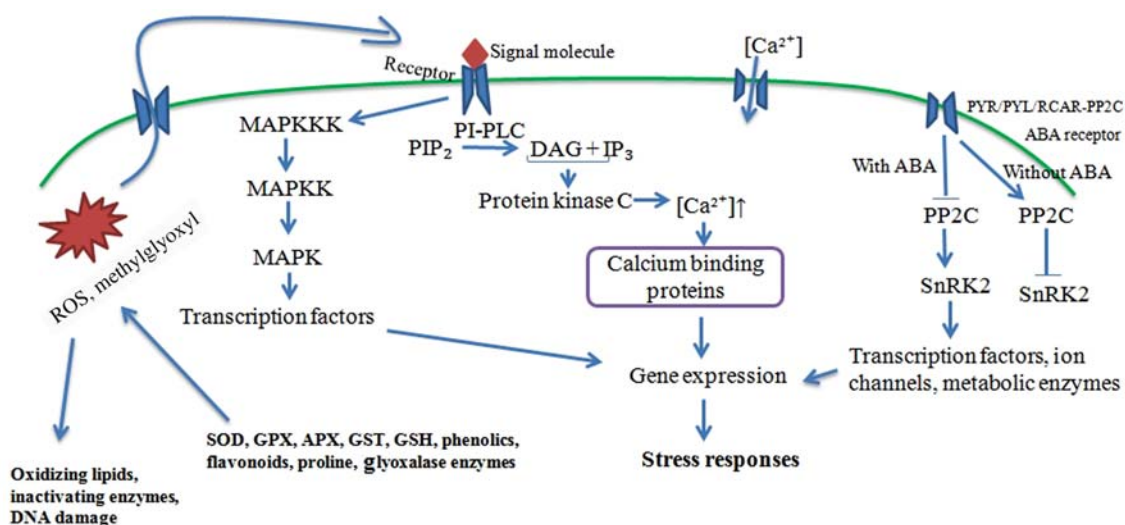 Signal molecule
Receptor
[Ca²⁺]
PYR/PYL/RCAR-PP2C
ABA receptor
MAPKKK
PI-PLC
PIP₂
DAG + IP₃
With ABA
Without ABA
MAPKK
Protein kinase C
[Ca²⁺]↑
PP2C
PP2C
MAPK
Calcium binding
proteins
SnRK2
SnRK2
ROS, methylglyoxyl
Transcription factors
Gene expression
Transcription factors, ion
channels, metabolic enzymes
SOD, GPX, APX, GST, GSH, phenolics,
flavonoids, proline, glyoxalase enzymes
Stress responses
Oxidizing lipids,
inactivating enzymes,
DNA damage